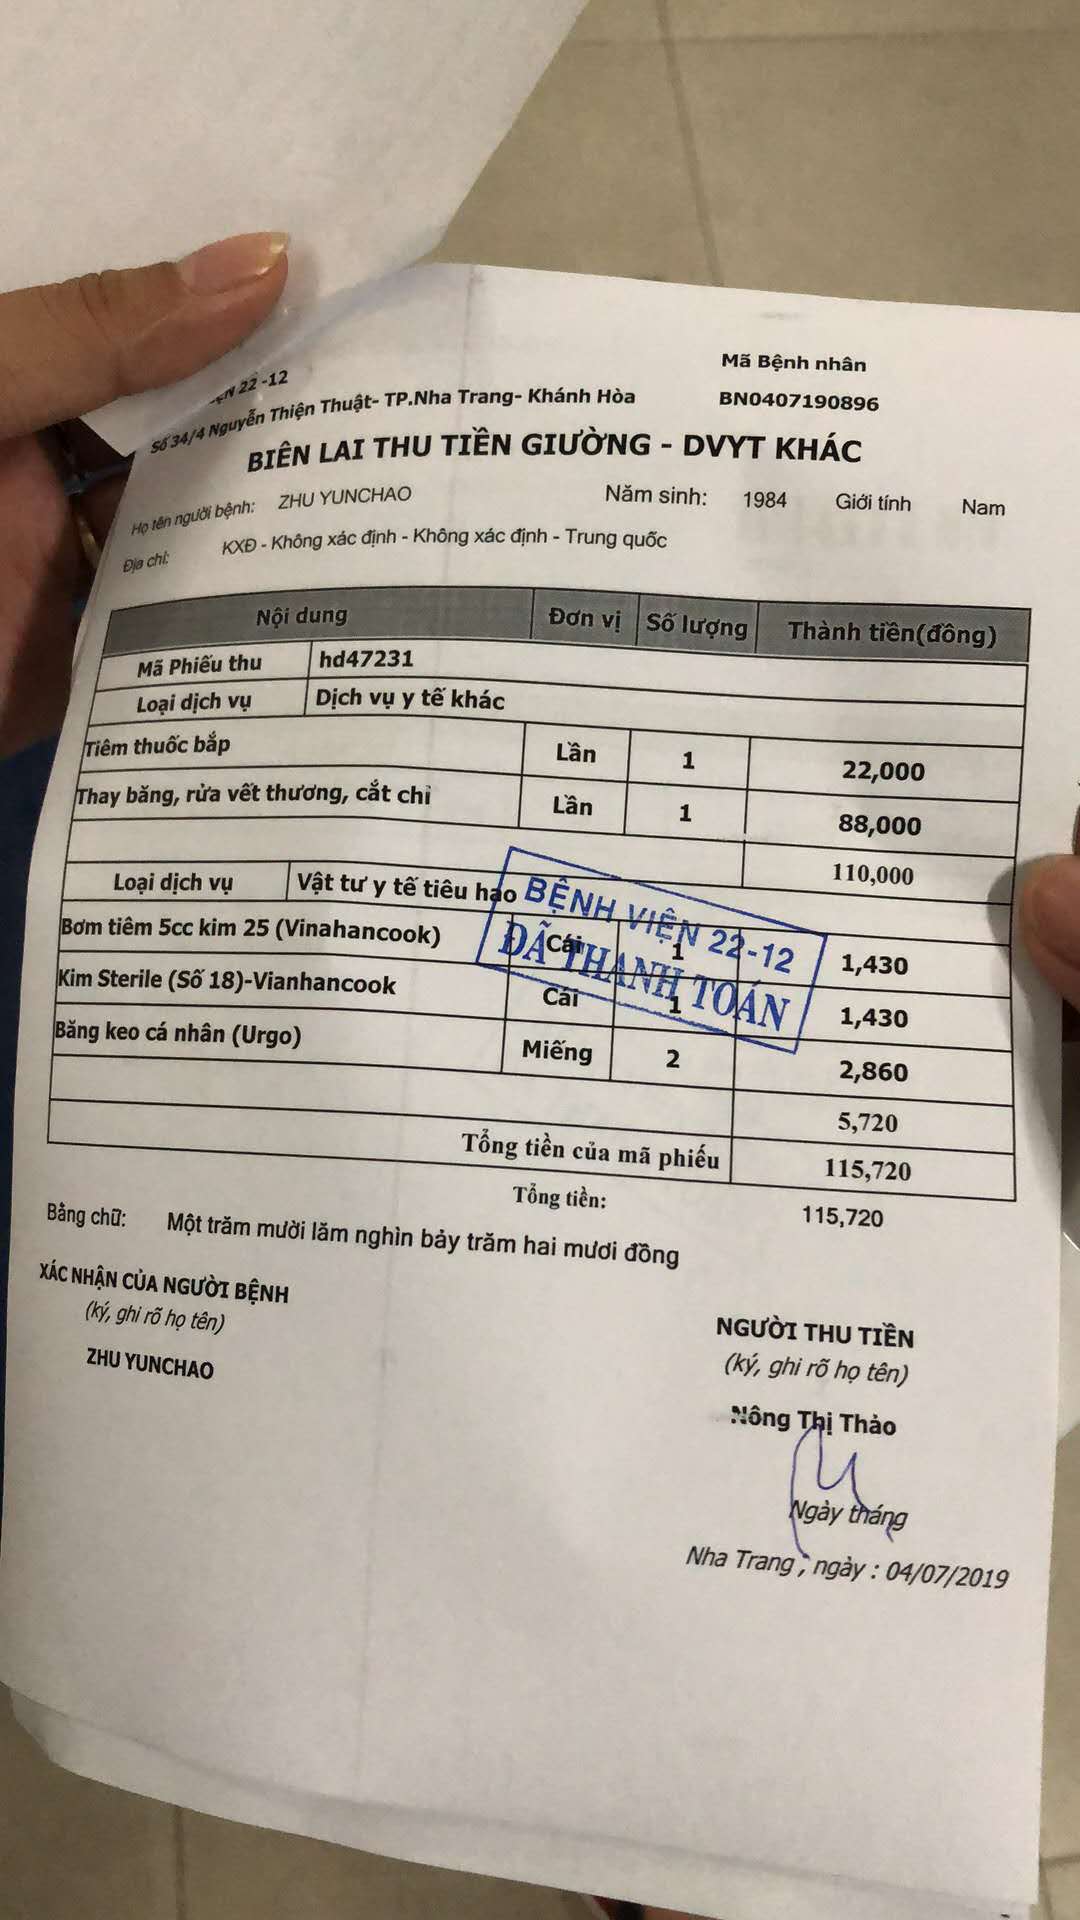 22 -12
Mã Bệnh nhân
Số 34/4 Nguyễn Thiện Thuật- TP.Nha Trang- Khánh Hòa
BN0407190896
BIÊN LAI THU TIỀN GIƯỜNG - DVYT KHÁC
Họ tên người bệnh: ZHU YUNCHAO Năm sinh: 1984 Giới tính Nam
Địa chỉ: KXĐ - Không xác định - Không xác định - Trung quốc
Nội dung Đơn vị Số lượng Thành tiền(đồng)
Mã Phiếu thu hd47231
Loại dịch vụ Dịch vụ y tế khác
Tiêm thuốc bắp Lần 1 22,000
Thay băng, rửa vết thương, cắt chỉ Lần 1 88,000
110,000
Loại dịch vụ Vật tư y tế tiêu hao
BỆNH VIỆN 22-12
ĐÃ THANH TOÁN
Bơm tiêm 5cc kim 25 (Vinahancook) Cái 1 1,430
Kim Sterile (Số 18)-Vianhancook Cái 1 1,430
Băng keo cá nhân (Urgo) Miếng 2 2,860
5,720
Tổng tiền của mã phiếu 115,720
Tổng tiền: 115,720
Bằng chữ: Một trăm mười lăm nghìn bảy trăm hai mươi đồng
XÁC NHẬN CỦA NGƯỜI BỆNH
(ký, ghi rõ họ tên)
ZHU YUNCHAO
NGƯỜI THU TIỀN
(ký, ghi rõ họ tên)
Nông Thị Thảo
Ngày tháng
Nha Trang , ngày : 04/07/2019